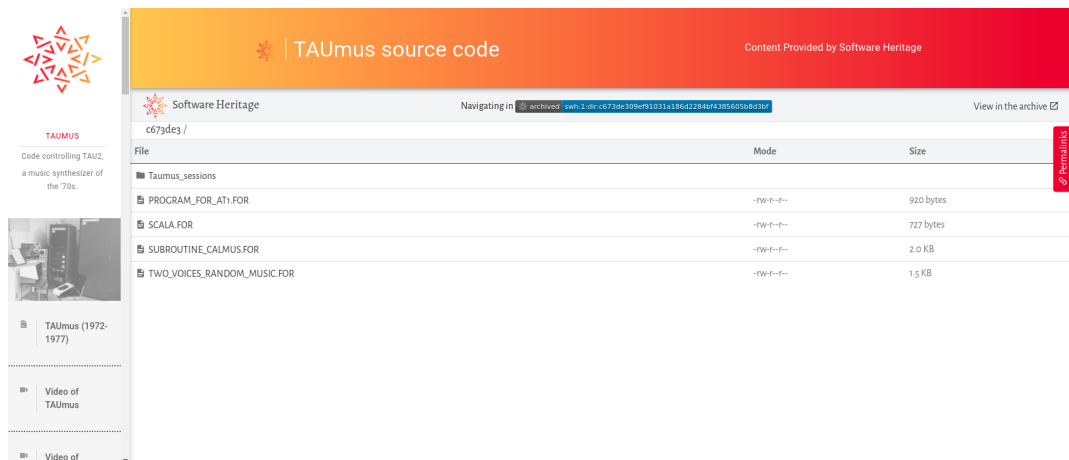 TAUmus source code
Content Provided by Software Heritage
Software Heritage
Navigating in archived swh:1:dir:c673de309ef91031a186d2284bf4385605b8d3bf
View in the archive
c673de3 /
File Mode Size
Taumus_sessions
PROGRAM_FOR_AT1.FOR -rw-r--r-- 920 bytes
SCALA.FOR -rw-r--r-- 727 bytes
SUBROUTINE_CALMUS.FOR -rw-r--r-- 2.0 KB
TWO_VOICES_RANDOM_MUSIC.FOR -rw-r--r-- 1.5 KB
Permalinks
TAUMUS
Code controlling TAU2,
a music synthesizer of
the '70s.
TAUmus (1972-
1977)
Video of
TAUmus
Video of